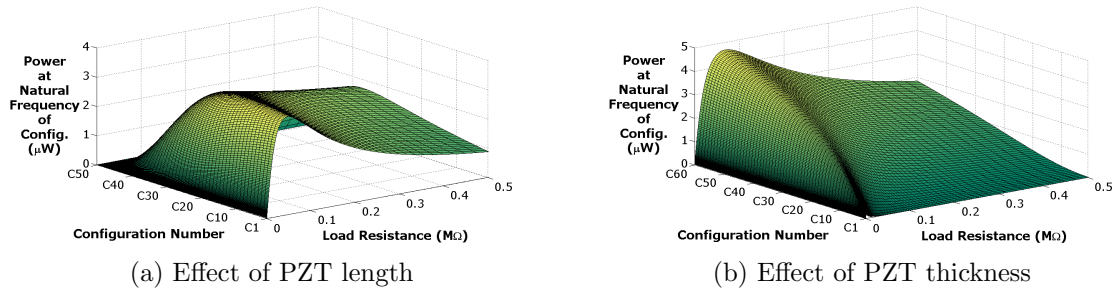 4
3
2
1
0
Power
at
Natural
Frequency
of
Config.
(μW)
C50
C40
C30
C20
C10
C1
0
0.1
0.2
0.3
0.4
0.5
Configuration Number
Load Resistance (MΩ)
(a) Effect of PZT length
5
4
3
2
1
0
Power
at
Natural
Frequency
of
Config.
(μW)
C60
C50
C40
C30
C20
C10
C1
0
0.1
0.2
0.3
0.4
0.5
Configuration Number
Load Resistance (MΩ)
(b) Effect of PZT thickness